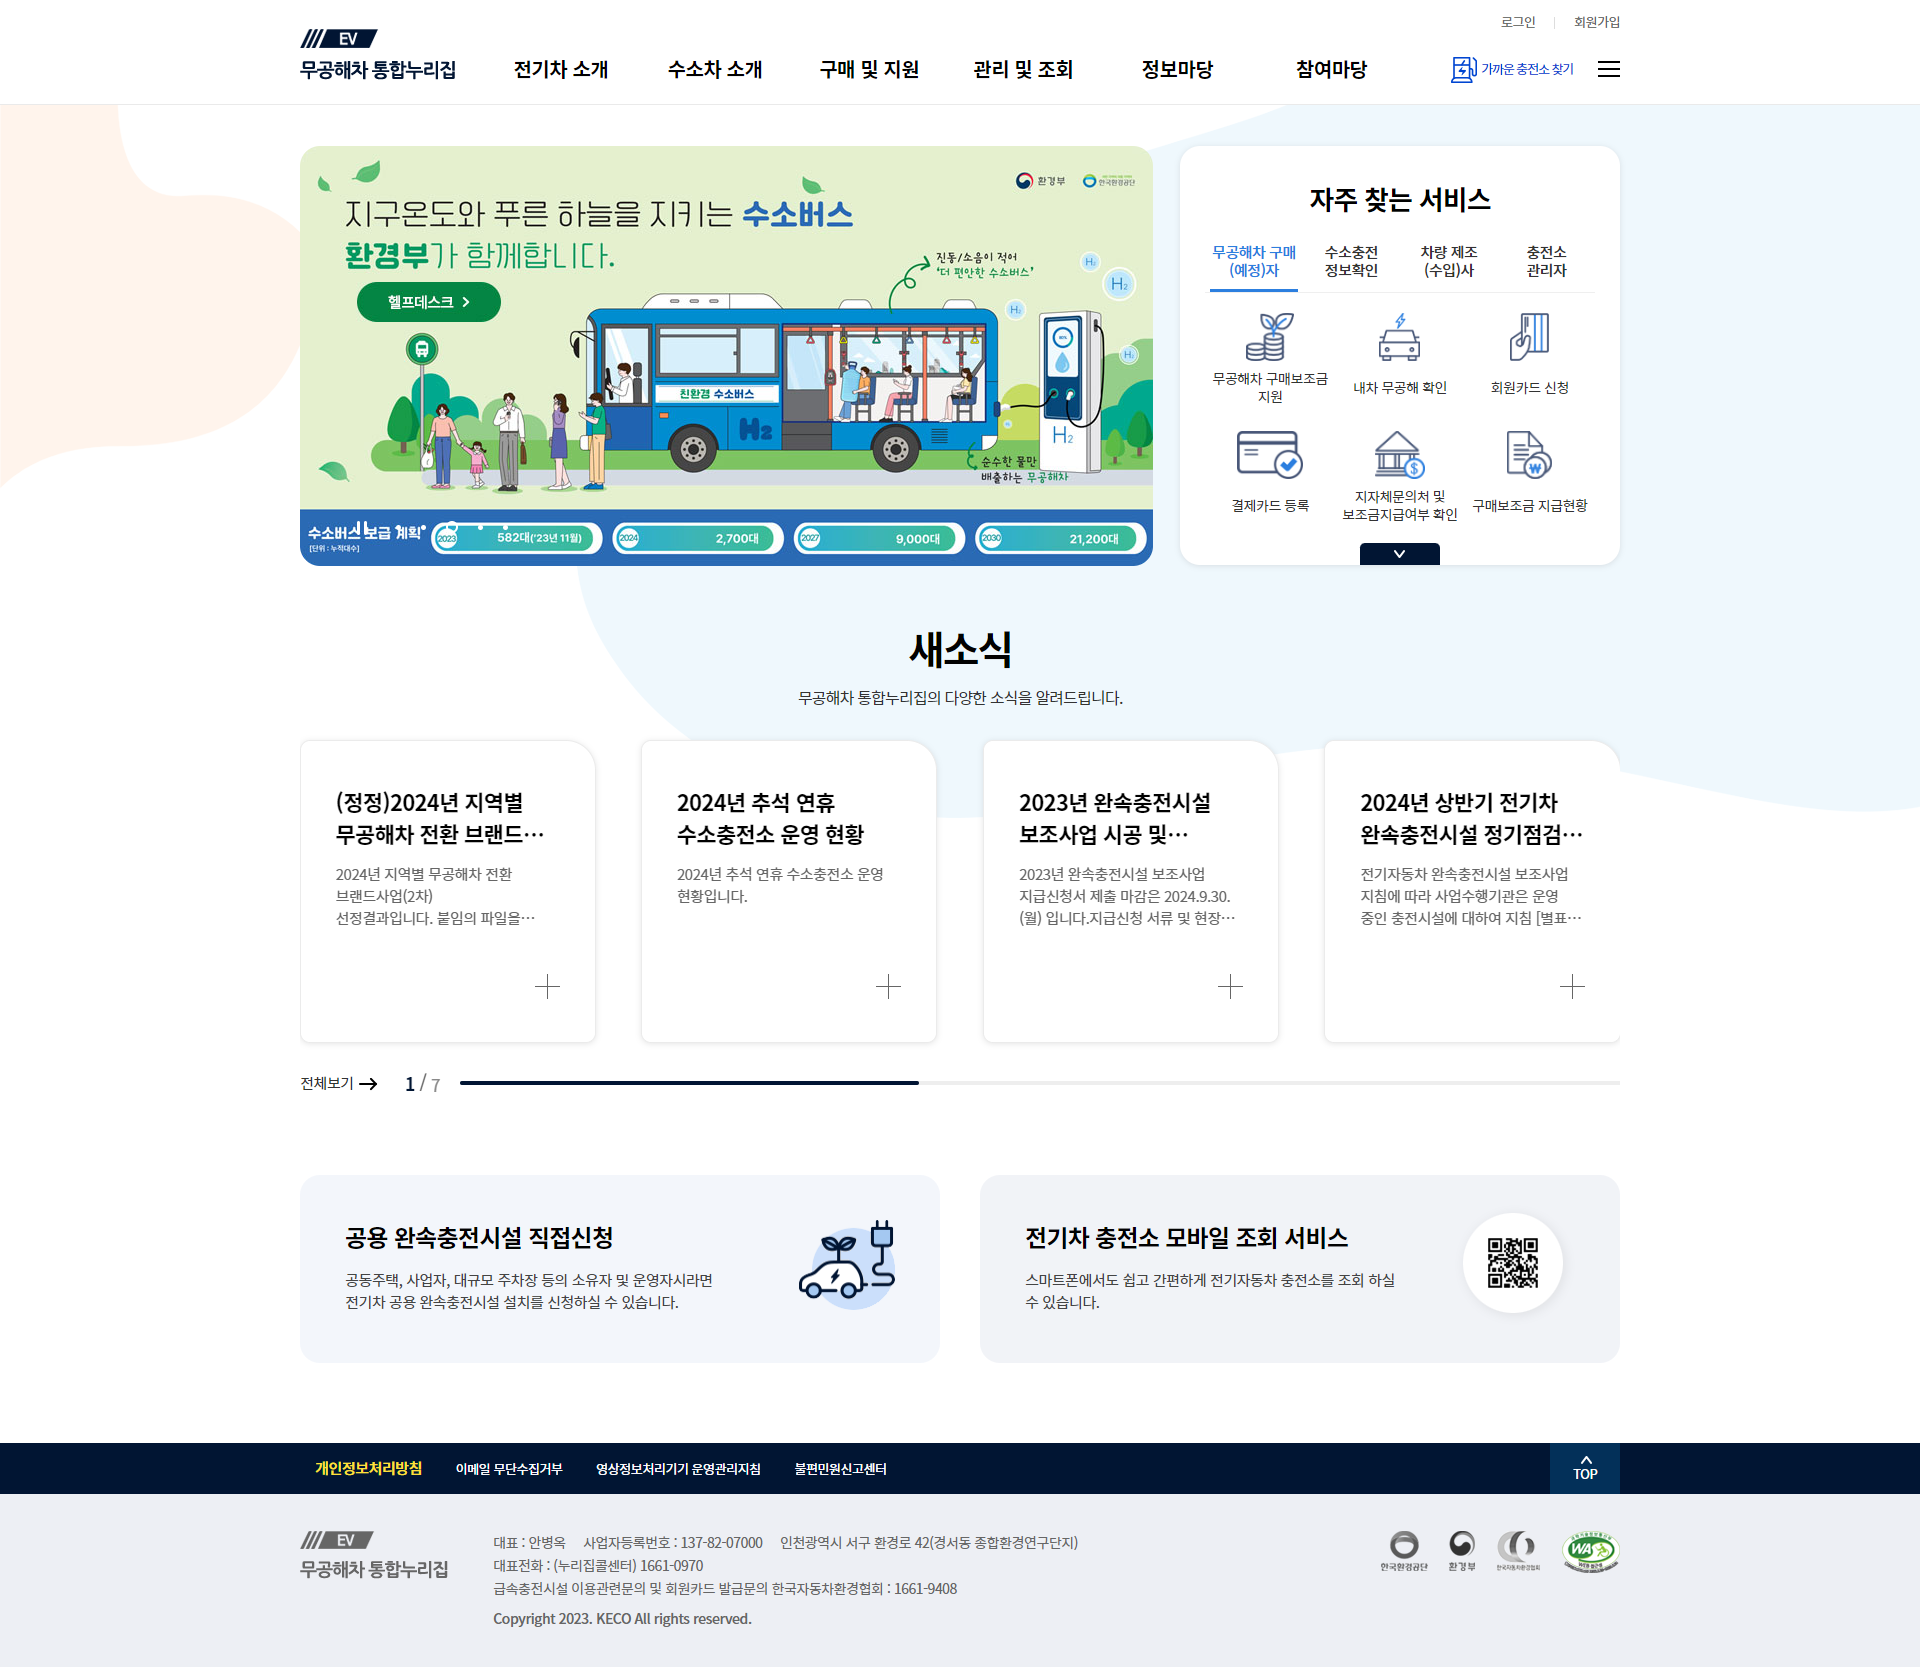 로그인
회원가입
EV
무공해차 통합누리집
전기차 소개
수소차 소개
구매 및 지원
관리 및 조회
정보마당
참여마당
가까운 충전소 찾기
환경부
한국환경공단
지구온도와 푸른 하늘을 지키는 수소버스
환경부가 함께합니다.
헬프데스크
진동/소음이 적어
‘더 편안한 수소버스’
H₂
H₂
H₂
H₂
친환경 수소버스
H₂
H₂
순수한 물만
배출하는 무공해차
수소버스 보급 계획
[단위 : 누적대수]
2023
582대('23년 11월)
2024
2,700대
2027
9,000대
2030
21,200대
자주 찾는 서비스
무공해차 구매
(예정)자
수소충전
정보확인
차량 제조
(수입)사
충전소
관리자
무공해차 구매보조금
지원
내차 무공해 확인
회원카드 신청
결제카드 등록
지자체문의처 및
보조금지급여부 확인
구매보조금 지급현황
새소식
무공해차 통합누리집의 다양한 소식을 알려드립니다.
(정정)2024년 지역별
무공해차 전환 브랜드…
2024년 지역별 무공해차 전환
브랜드사업(2차)
선정결과입니다. 붙임의 파일을…
2024년 추석 연휴
수소충전소 운영 현황
2024년 추석 연휴 수소충전소 운영
현황입니다.
2023년 완속충전시설
보조사업 시공 및…
2023년 완속충전시설 보조사업
지급신청서 제출 마감은 2024.9.30.
(월) 입니다.지급신청 서류 및 현장…
2024년 상반기 전기차
완속충전시설 정기점검…
전기자동차 완속충전시설 보조사업
지침에 따라 사업수행기관은 운영
중인 충전시설에 대하여 지침 [별표…
전체보기
1 / 7
공용 완속충전시설 직접신청
공동주택, 사업자, 대규모 주차장 등의 소유자 및 운영자시라면
전기차 공용 완속충전시설 설치를 신청하실 수 있습니다.
전기차 충전소 모바일 조회 서비스
스마트폰에서도 쉽고 간편하게 전기자동차 충전소를 조회 하실
수 있습니다.
개인정보처리방침
이메일 무단수집거부
영상정보처리기기 운영관리지침
불편민원신고센터
TOP
EV
무공해차 통합누리집
대표 : 안병옥 사업자등록번호 : 137-82-07000 인천광역시 서구 환경로 42(경서동 종합환경연구단지)
대표전화 : (누리집콜센터) 1661-0970
급속충전시설 이용관련문의 및 회원카드 발급문의 한국자동차환경협회 : 1661-9408
Copyright 2023. KECO All rights reserved.
한국환경공단
환경부
한국자동차환경협회
WA